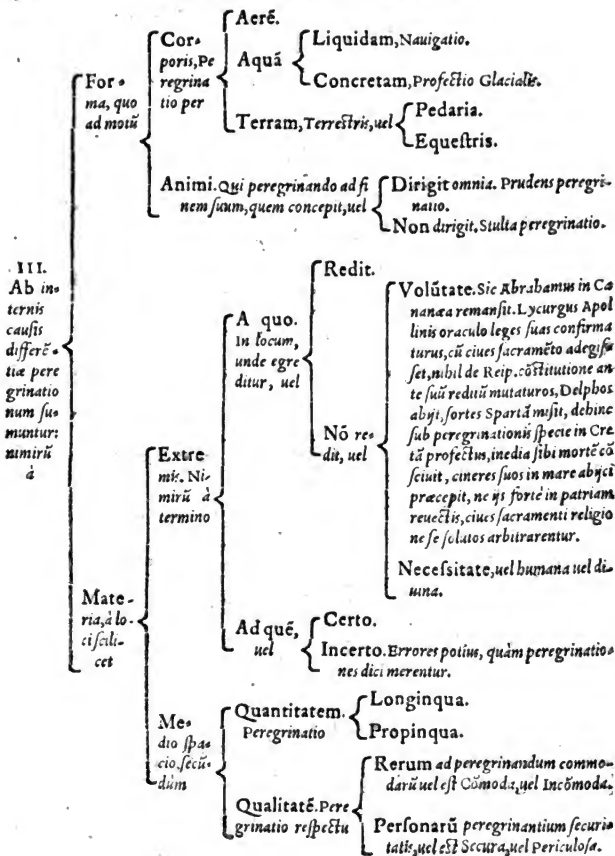 III.
Ab in-
ternis
causis
differē-
tiæ pere
grinatio
num su-
muntur:
nimirū
à
For-
ma, quo
ad motū
Cor-
poris, Pe
regrina
tio per
Aerē.
Aquā
Liquidam, Nauigatio.
Concretam, Profectio Glacialis.
Terram, Terrestris, uel
Pedaria.
Equestris.
Animi. Qui peregrinando ad fi
nem suum, quem concepit, uel
Dirigit omnia. Prudens peregri-
natio.
Non dirigit. Stulta peregrinatio.
Mate-
ria, à lo-
ci scili-
cet
Extre
mis. Ni-
mirū à
termino
A quo.
In locum,
unde egre
ditur, uel
Redit.
Nō re-
dit, uel
Volūtate. Sic Abrahamus in Ca
nanæa remansit. Lycurgus Apol
linis oraculo leges suas confirma
turus, cū ciues sacramēto adegis-
set, nihil de Reip. cōstitutione an-
te suū reditū mutaturos, Delphos
abijt, sortes Spartā misit, dehinc
sub peregrinationis specie in Cre
tā profectus, inedia sibi mortē cō
sciuit, cineres suos in mare abijci
præcepit, ne ijs fortè in patriam
reuectis, ciues sacramenti religio
ne se solutos arbitrarentur.
Necessitate, uel humana uel di-
uina.
Ad quē,
uel
Certo.
Incerto. Errores potius, quàm peregrinatio-
nes dici merentur.
Me-
dio spa-
cio, secū-
dùm
Quantitatem.
Peregrinatio
Longinqua.
Propinqua.
Qualitatē. Pere
grinatio respectu
Rerum ad peregrinandum commo-
darū uel est Cōmoda, uel Incōmoda.
Personarū peregrinantium securi-
tatis, uel est Secura, uel Periculosa.